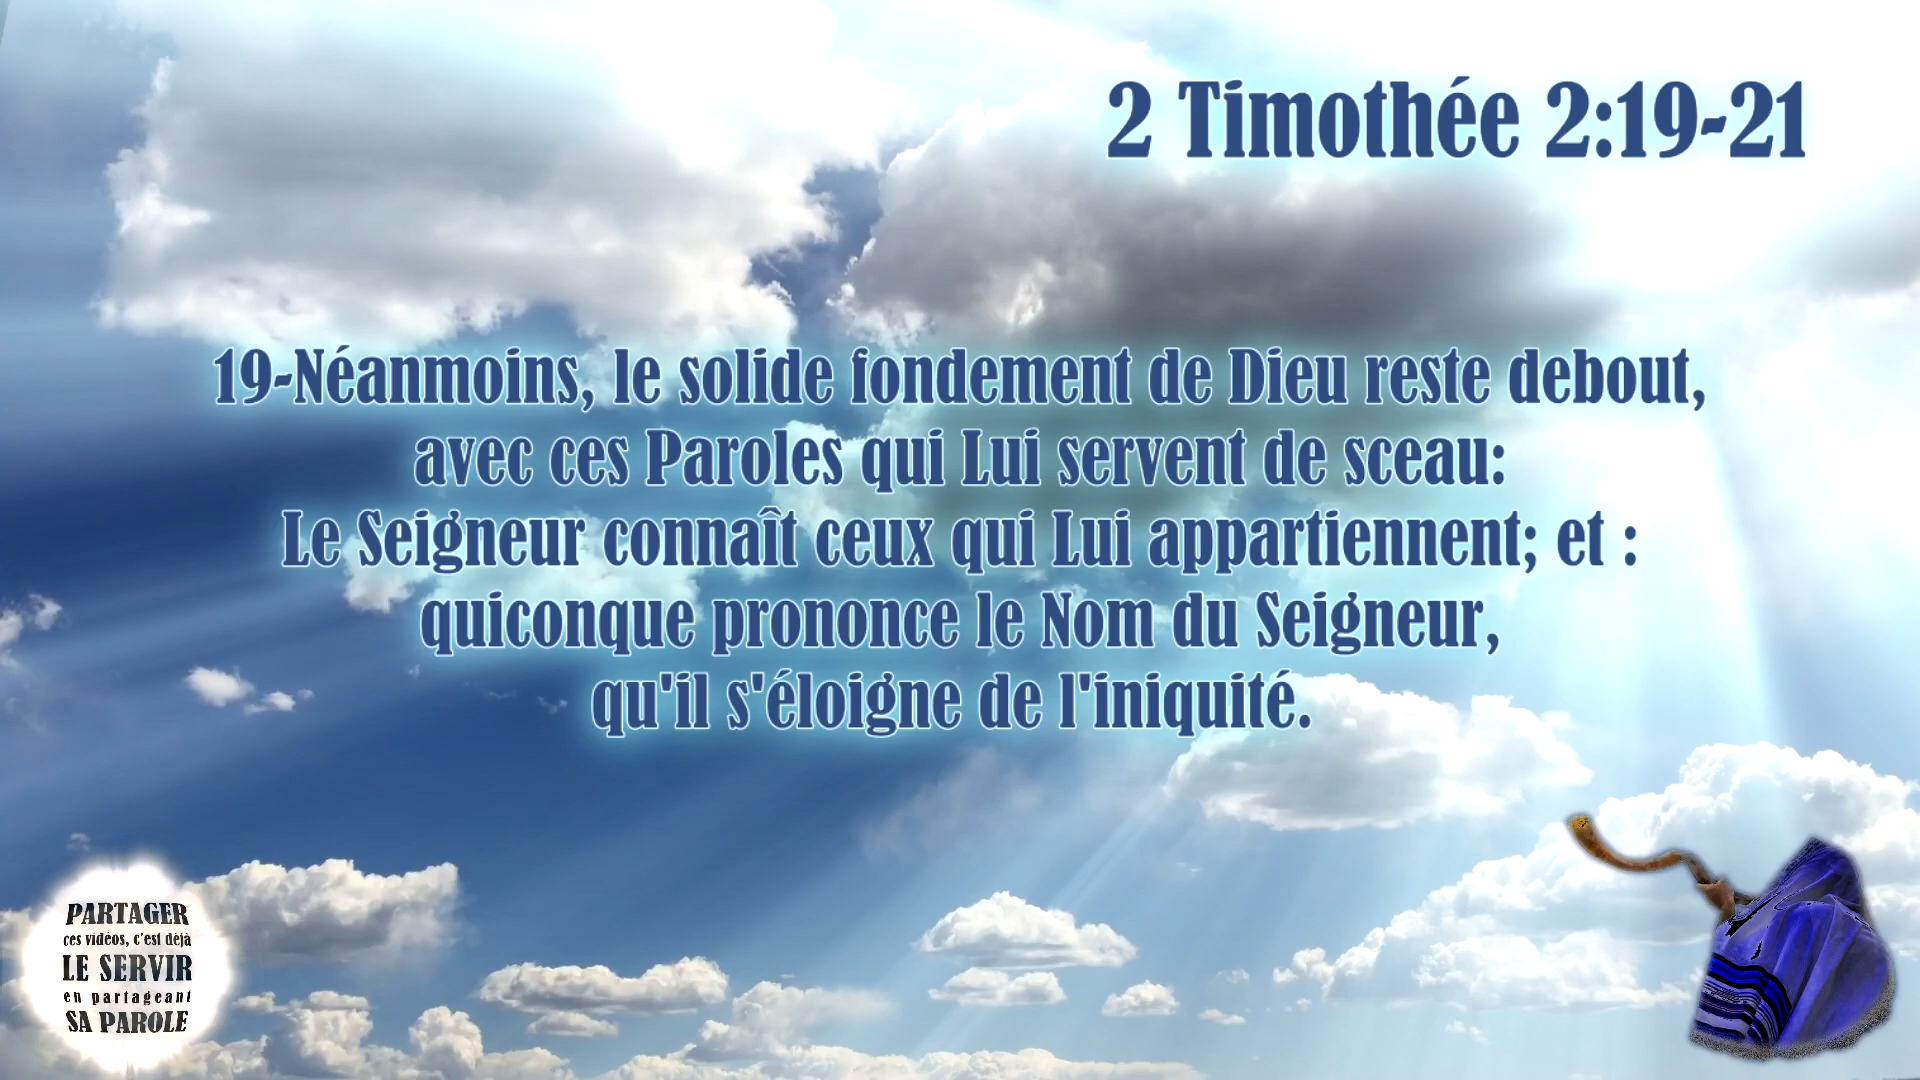 2 Timothée 2:19-21
19-Néanmoins, le solide fondement de Dieu reste debout,
avec ces Paroles qui Lui servent de sceau:
Le Seigneur connaît ceux qui Lui appartiennent; et :
quiconque prononce le Nom du Seigneur,
qu'il s'éloigne de l'iniquité.
PARTAGER
ces vidéos, c'est déjà
LE SERVIR
en partageant
SA PAROLE